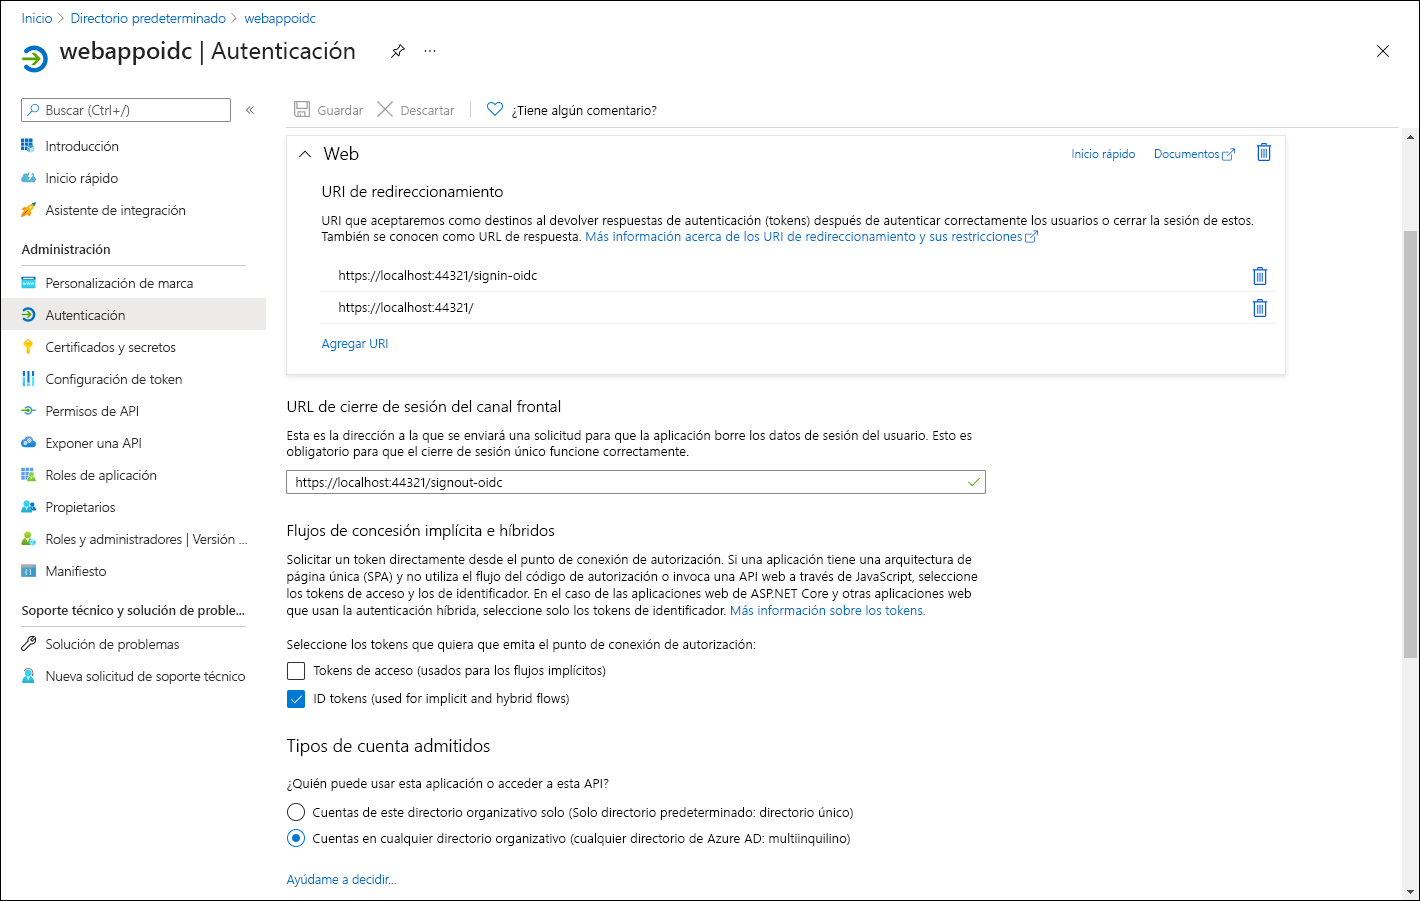 Inicio > Directorio predeterminado > webappoidc
webappoidc | Autenticación
Buscar (Ctrl+/)
Introducción
Inicio rápido
Asistente de integración
Administración
Personalización de marca
Autenticación
Certificados y secretos
Configuración de token
Permisos de API
Exponer una API
Roles de aplicación
Propietarios
Roles y administradores | Versión ...
Manifiesto
Soporte técnico y solución de proble...
Solución de problemas
Nueva solicitud de soporte técnico
Guardar
Descartar
¿Tiene algún comentario?
Web
Inicio rápido
Documentos
URI de redireccionamiento
URI que aceptaremos como destinos al devolver respuestas de autenticación (tokens) después de autenticar correctamente los usuarios o cerrar la sesión de estos.
También se conocen como URL de respuesta. Más información acerca de los URI de redireccionamiento y sus restricciones
https://localhost:44321/signin-oidc
https://localhost:44321/
Agregar URI
URL de cierre de sesión del canal frontal
Esta es la dirección a la que se enviará una solicitud para que la aplicación borre los datos de sesión del usuario. Esto es
obligatorio para que el cierre de sesión único funcione correctamente.
https://localhost:44321/signout-oidc
Flujos de concesión implícita e híbridos
Solicitar un token directamente desde el punto de conexión de autorización. Si una aplicación tiene una arquitectura de
página única (SPA) y no utiliza el flujo del código de autorización o invoca una API web a través de JavaScript, seleccione
los tokens de acceso y los de identificador. En el caso de las aplicaciones web de ASP.NET Core y otras aplicaciones web
que usan la autenticación híbrida, seleccione solo los tokens de identificador. Más información sobre los tokens.
Seleccione los tokens que quiera que emita el punto de conexión de autorización:
Tokens de acceso (usados para los flujos implícitos)
ID tokens (used for implicit and hybrid flows)
Tipos de cuenta admitidos
¿Quién puede usar esta aplicación o acceder a esta API?
Cuentas de este directorio organizativo solo (Solo directorio predeterminado: directorio único)
Cuentas en cualquier directorio organizativo (cualquier directorio de Azure AD: multiinquilino)
Ayúdame a decidir...